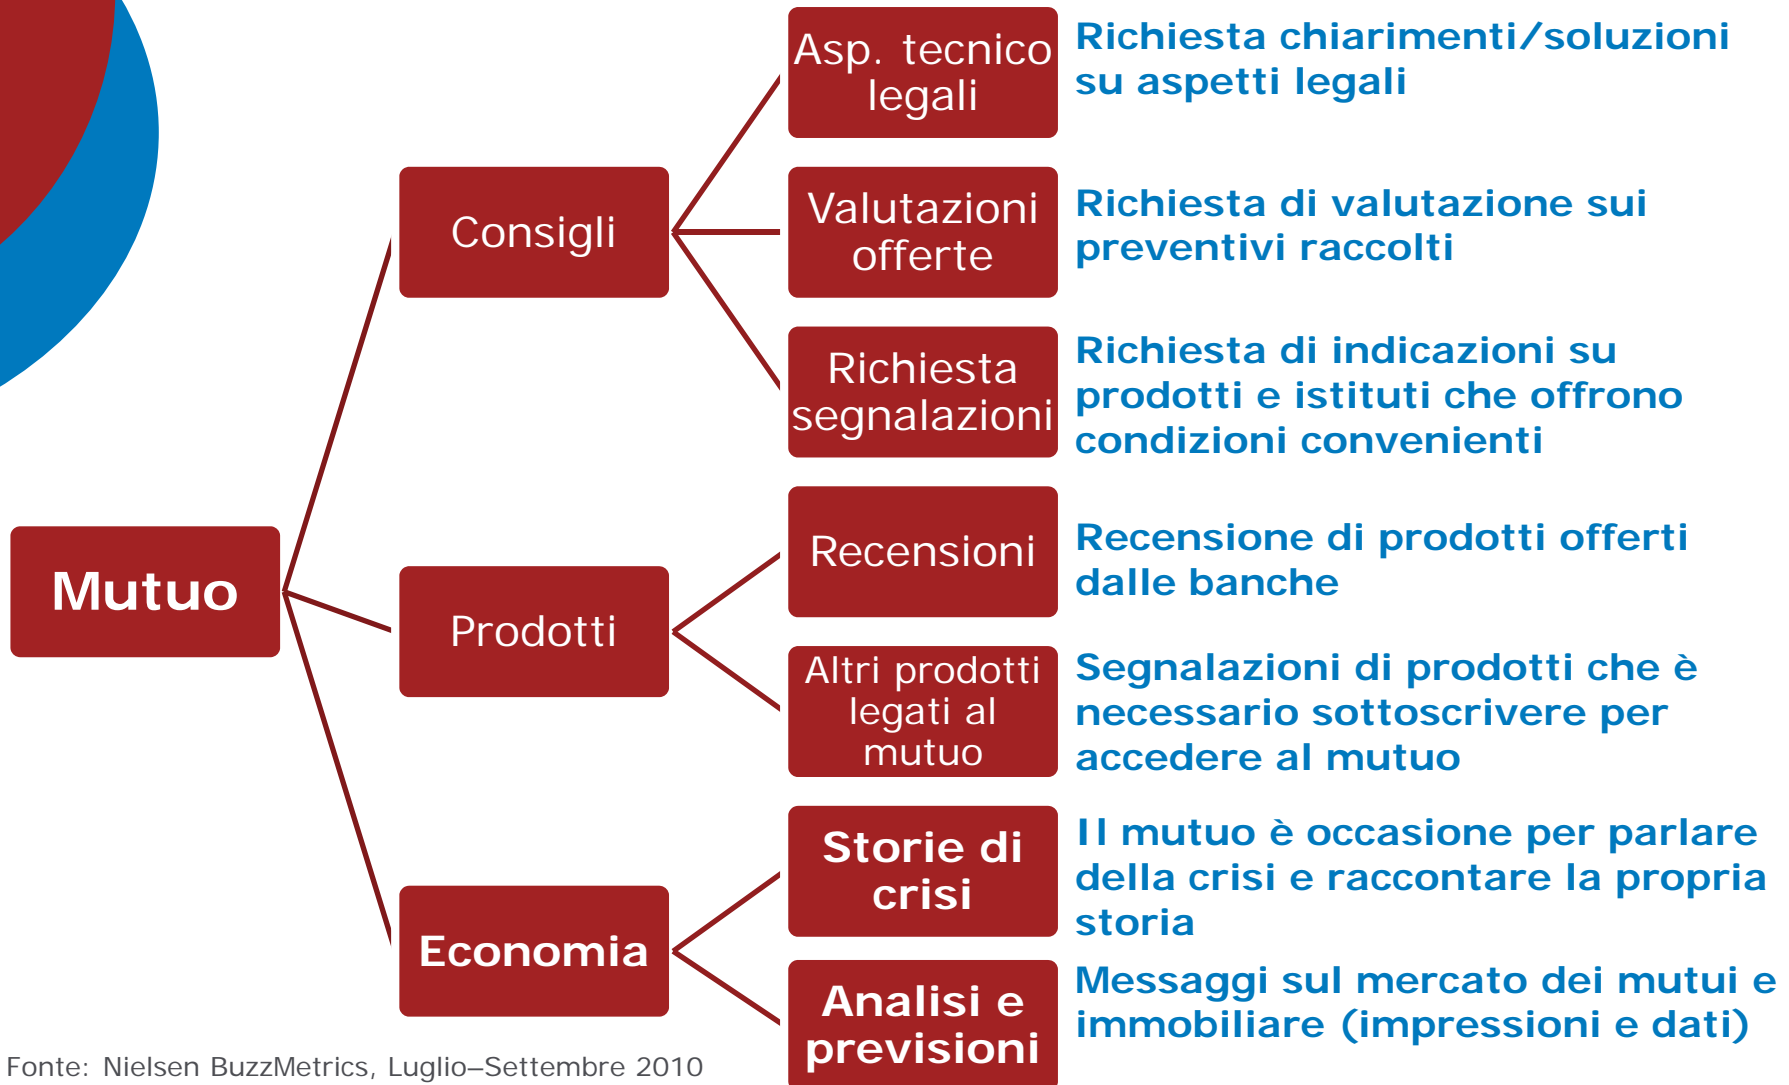 Asp. tecnico
legali
Richiesta chiarimenti/soluzioni
su aspetti legali
Consigli
Valutazioni
offerte
Richiesta di valutazione sui
preventivi raccolti
Richiesta
segnalazioni
Richiesta di indicazioni su
prodotti e istituti che offrono
condizioni convenienti
Mutuo
Prodotti
Recensioni
Recensione di prodotti offerti
dalle banche
Altri prodotti
legati al
mutuo
Segnalazioni di prodotti che è
necessario sottoscrivere per
accedere al mutuo
Economia
Storie di
crisi
Il mutuo è occasione per parlare
della crisi e raccontare la propria
storia
Analisi e
previsioni
Messaggi sul mercato dei mutui e
immobiliare (impressioni e dati)
Fonte: Nielsen BuzzMetrics, Luglio–Settembre 2010